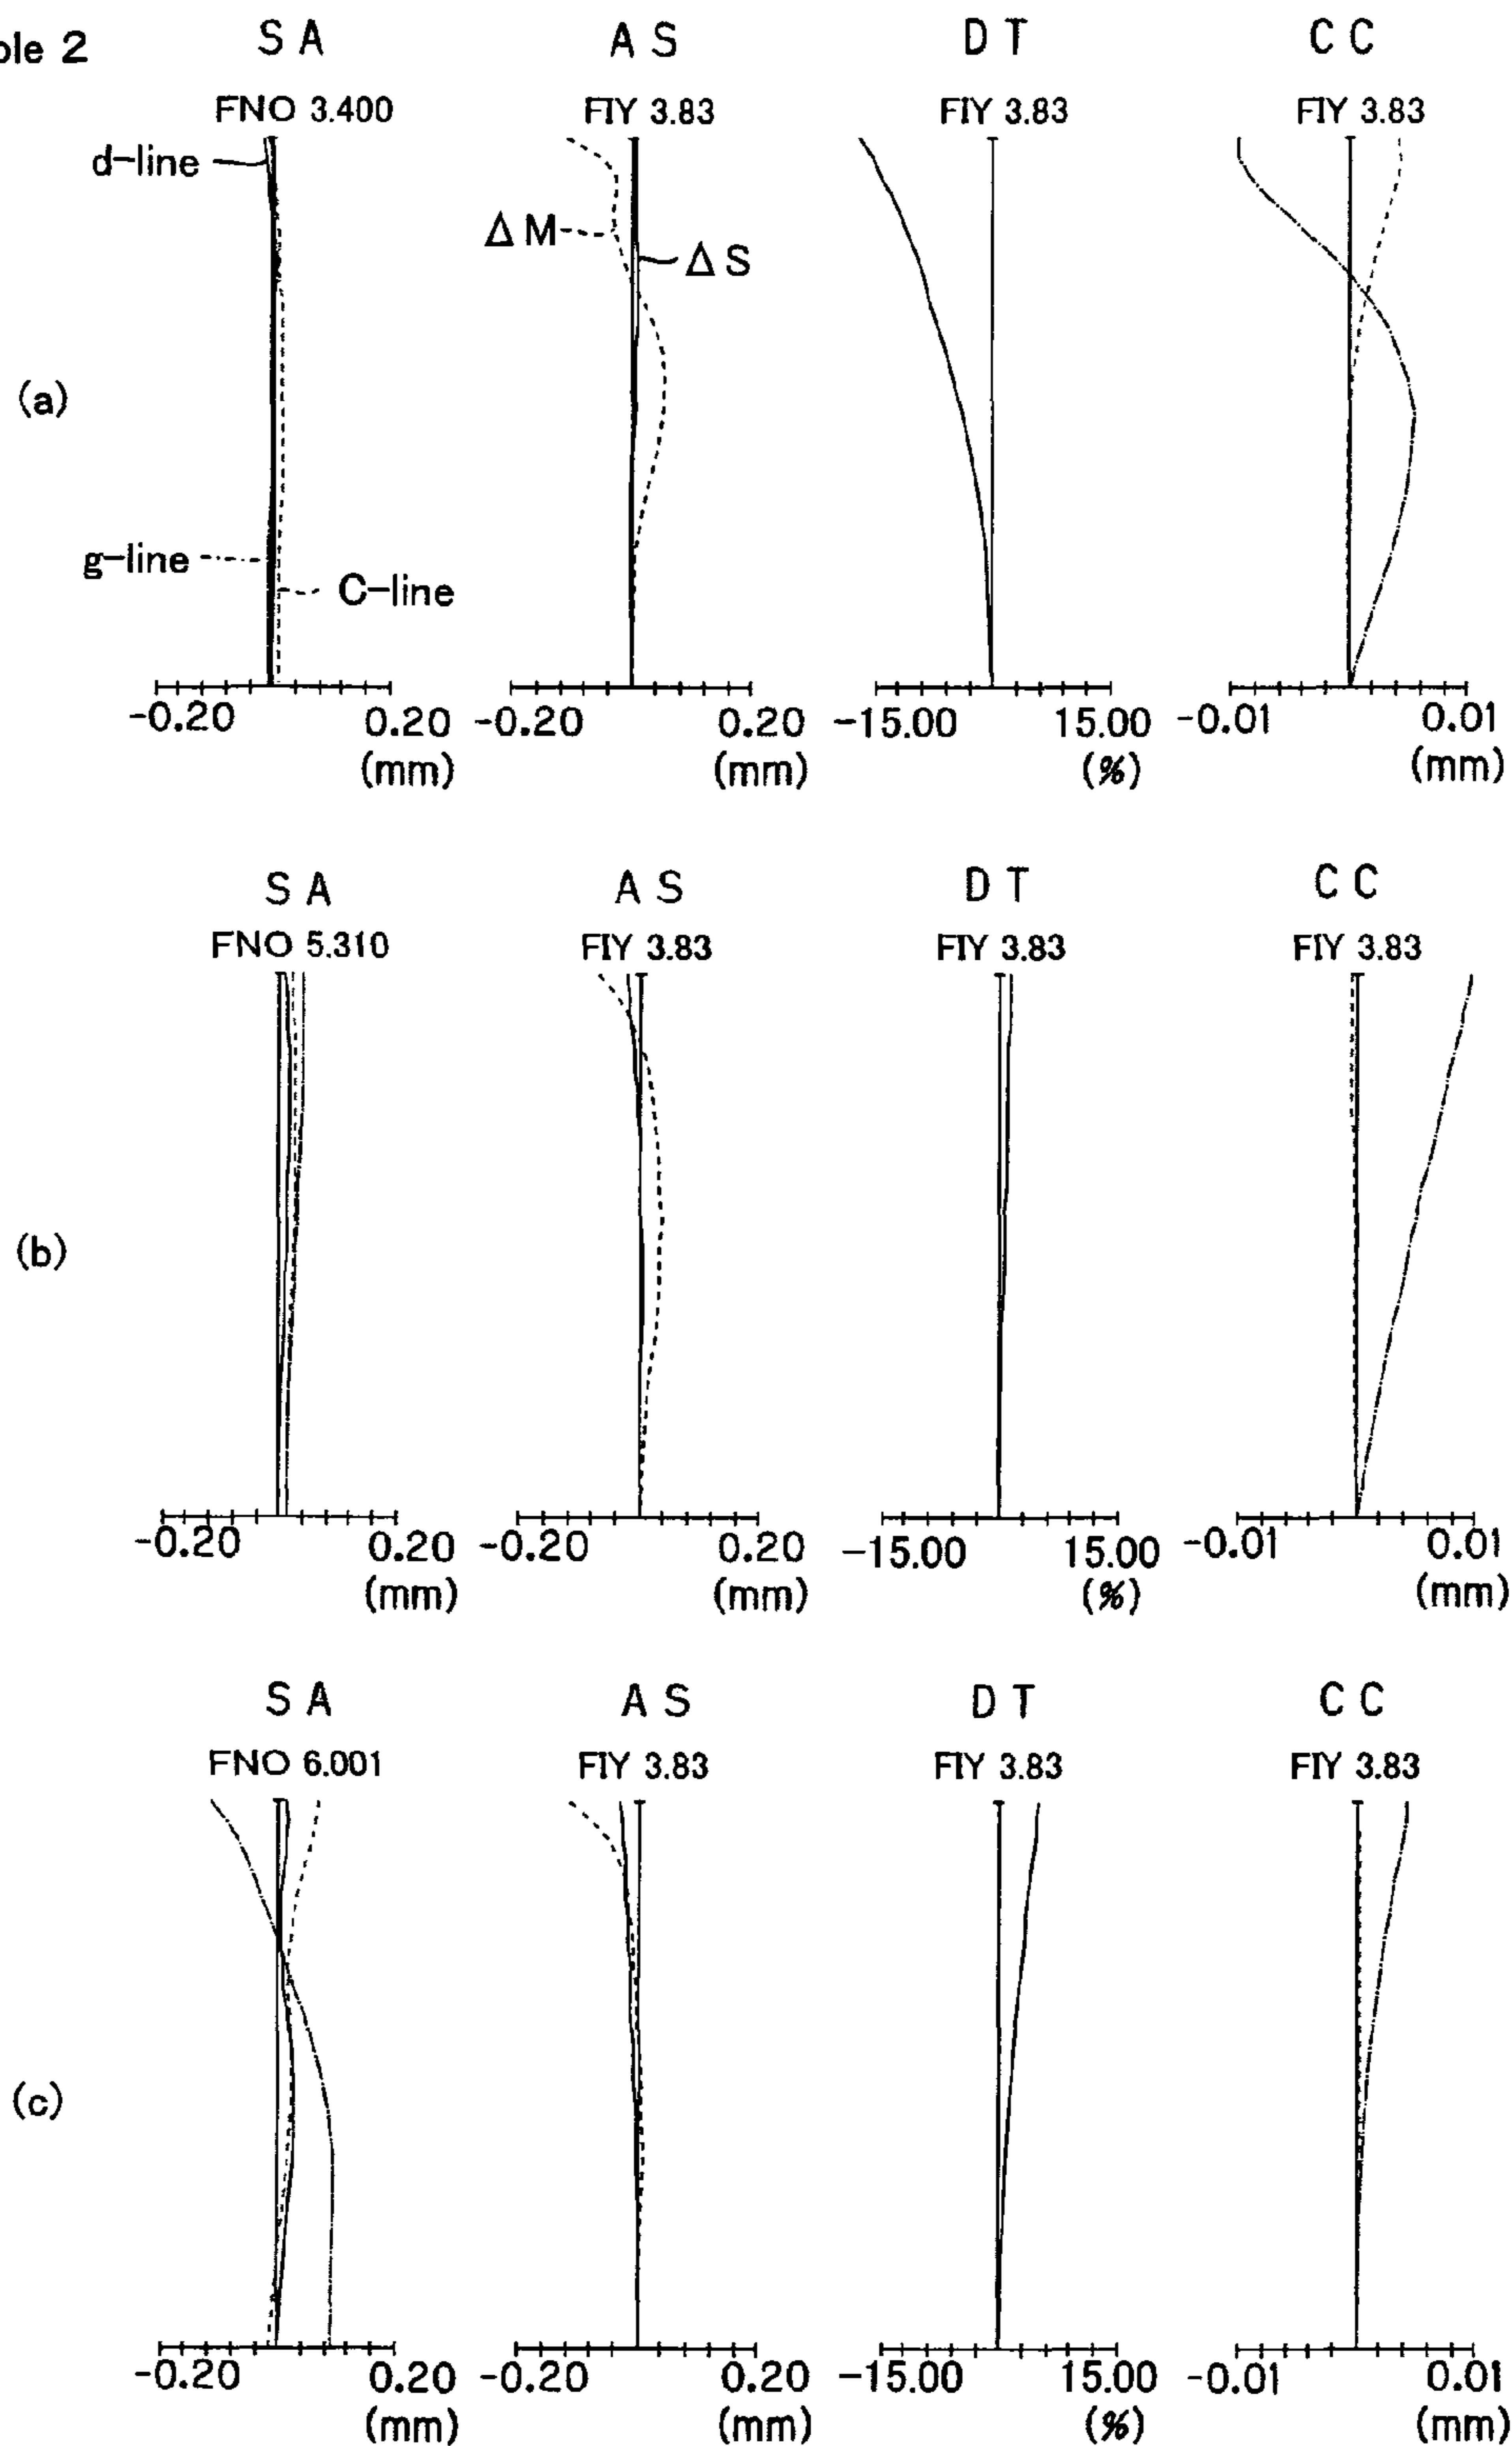 ple 2
S A A S D T C C
FNO 3.400 FIY 3.83 FIY 3.83 FIY 3.83
d-line
ΔM
ΔS
(a)
g-line
C-line
-0.20 0.20 -0.20 0.20 -15.00 15.00 -0.01 0.01
(mm) (mm) (%) (mm)
S A A S D T C C
FNO 5.310 FIY 3.83 FIY 3.83 FIY 3.83
(b)
-0.20 0.20 -0.20 0.20 -15.00 15.00 -0.01 0.01
(mm) (mm) (%) (mm)
S A A S D T C C
FNO 6.001 FIY 3.83 FIY 3.83 FIY 3.83
(c)
-0.20 0.20 -0.20 0.20 -15.00 15.00 -0.01 0.01
(mm) (mm) (%) (mm)